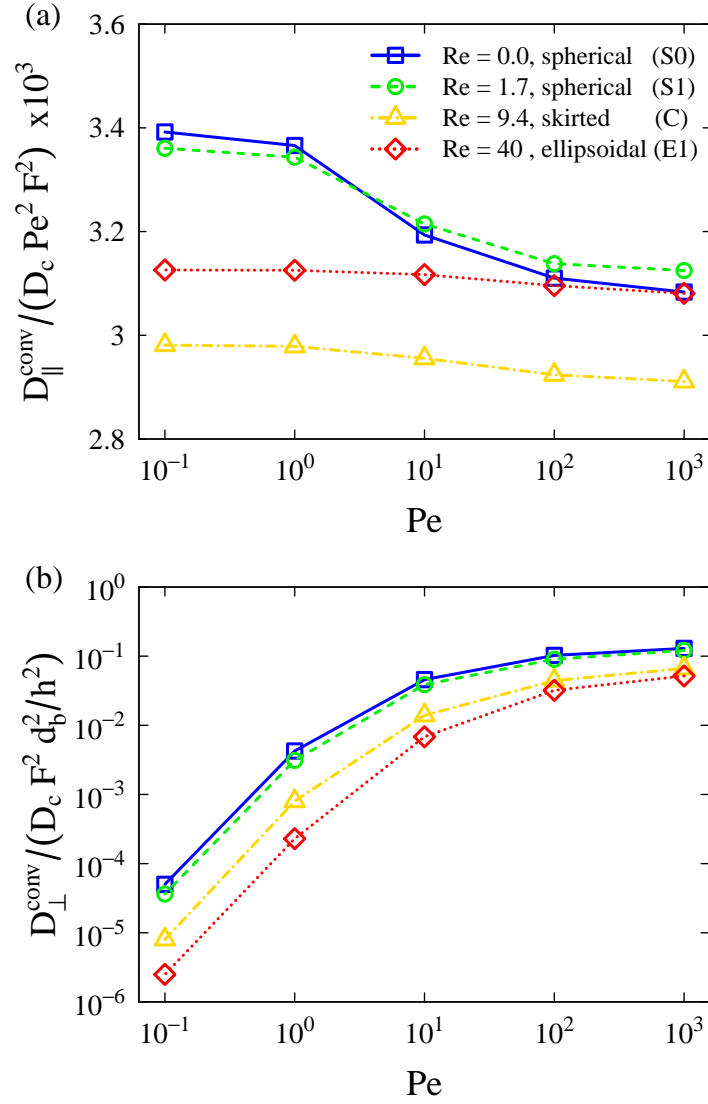 (a)
3.6
3.4
3.2
3
2.8
D∥^conv/(D_c Pe² F²) x10³
Re = 0.0, spherical (S0)
Re = 1.7, spherical (S1)
Re = 9.4, skirted (C)
Re = 40 , ellipsoidal (E1)
10⁻¹ 10⁰ 10¹ 10² 10³
Pe
(b)
10⁰
10⁻¹
10⁻²
10⁻³
10⁻⁴
10⁻⁵
10⁻⁶
D⊥^conv/(D_c F² d_b²/h²)
10⁻¹ 10⁰ 10¹ 10² 10³
Pe